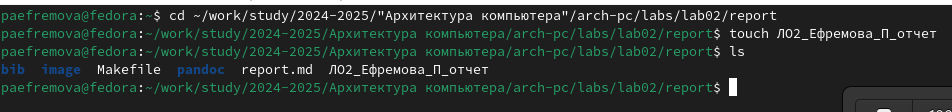 paefremova@fedora:~$ cd ~/work/study/2024-2025/"Архитектура компьютера"/arch-pc/labs/lab02/report
paefremova@fedora:~/work/study/2024-2025/Архитектура компьютера/arch-pc/labs/lab02/report$ touch ЛО2_Ефремова_П_отчет
paefremova@fedora:~/work/study/2024-2025/Архитектура компьютера/arch-pc/labs/lab02/report$ ls
bib image Makefile pandoc report.md ЛО2_Ефремова_П_отчет
paefremova@fedora:~/work/study/2024-2025/Архитектура компьютера/arch-pc/labs/lab02/report$